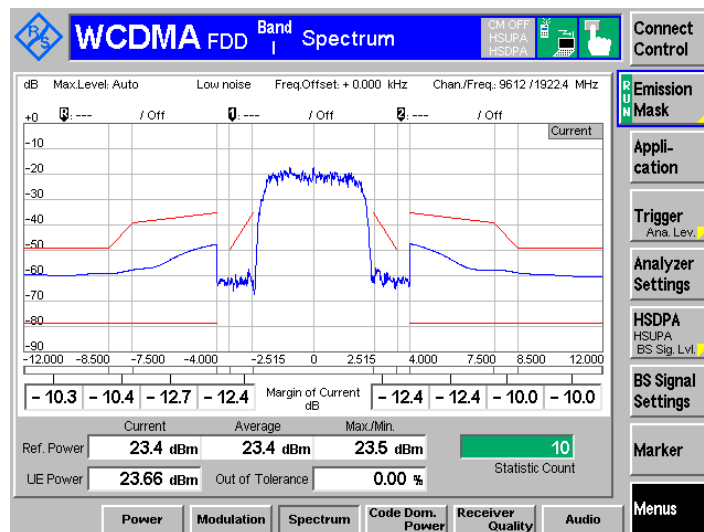 R&S
WCDMA FDD Band I Spectrum
CM OFF
HSUPA
HSDPA
Connect Control
dB Max.Level: Auto Low noise Freq.Offset: + 0.000 kHz Chan./Freq.: 9612 /1922.4 MHz
R: --- / Off 1: --- / Off 2: --- / Off
Current
+0
-10
-20
-30
-40
-50
-60
-70
-80
-90
-12.000 -8.500 -7.500 -4.000 -2.515 0 2.515 4.000 7.500 8.500 12.000
- 10.3 - 10.4 - 12.7 - 12.4 Margin of Current dB - 12.4 - 12.4 - 10.0 - 10.0
Current Average Max./Min.
Ref. Power 23.4 dBm 23.4 dBm 23.5 dBm 10
Statistic Count
UE Power 23.66 dBm Out of Tolerance 0.00 %
RUN
Emission Mask
Appli-
cation
Trigger
Ana. Lev.
Analyzer Settings
HSDPA
HSUPA
BS Sig. Lvl.
BS Signal Settings
Marker
Menus
Power Modulation Spectrum Code Dom. Power Receiver Quality Audio